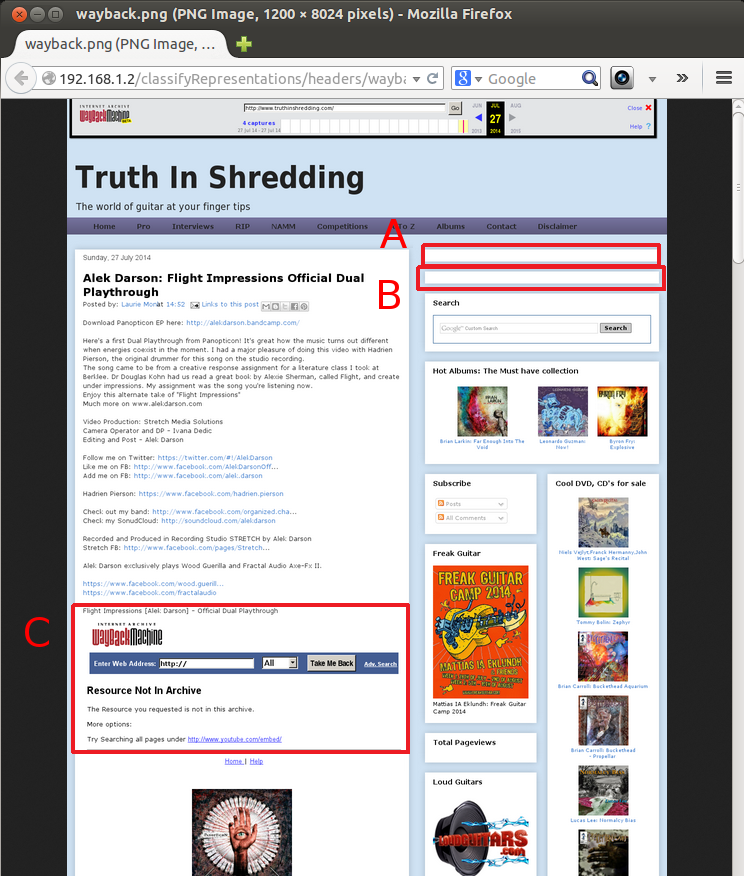 wayback.png (PNG Image, 1200 × 8024 pixels) - Mozilla Firefox
wayback.png (PNG Image, …
192.168.1.2/classifyRepresentations/headers/wayba
Google
INTERNET ARCHIVE
WayBackMachine
BETA
http://www.truthinshredding.com/
Go
JUN JUL AUG
Close
4 captures
27 Jul 14 - 27 Jul 14
27
2012 2014 2015
Help ?
Truth In Shredding
The world of guitar at your finger tips
Home Pro Interviews RIP NAMM Competitions To Z Albums Contact Disclaimer
A
B
C
Sunday, 27 July 2014
Alek Darson: Flight Impressions Official Dual
Playthrough
Posted by: Laurie Monk at 14:52 Links to this post
Download Panopticon EP here: http://alekdarson.bandcamp.com/
Here's a first Dual Playthrough from Panopticon! It's great how the music turns out different
when energies coexist in the moment. I had a major pleasure of doing this video with Hadrien
Pierson, the original drummer for this song on the studio recording.
The song came to be from a creative response assignment for a literature class I took at
Berklee. Dr Douglas Kohn had us read a great book by Alexie Sherman, called Flight, and create
under impressions. My assignment was the song you're listening now.
Enjoy this alternate take of "Flight Impressions"
Much more on www.alekdarson.com
Video Production: Stretch Media Solutions
Camera Operator and DP - Ivana Dedic
Editing and Post - Alek Darson
Follow me on Twitter: https://twitter.com/#!/AlekDarson
Like me on FB: http://www.facebook.com/AlekDarsonOff...
Add me on FB: http://www.facebook.com/alek.darson
Hadrien Pierson: https://www.facebook.com/hadrien.pierson
Check out my band: http://www.facebook.com/organized.cha...
Check my SonudCloud: http://soundcloud.com/alekdarson
Recorded and Produced in Recording Studio STRETCH by Alek Darson
Stretch FB: http://www.facebook.com/pages/Stretch...
Alek Darson exclusively plays Wood Guerilla and Fractal Audio Axe-Fx II.
https://www.facebook.com/wood.guerill...
https://www.facebook.com/fractalaudio
Flight Impressions [Alek Darson] - Official Dual Playthrough
INTERNET ARCHIVE
WayBackMachine
Enter Web Address: http:// All Take Me Back Adv. Search
Resource Not In Archive
The Resource you requested is not in this archive.
More options:
Try Searching all pages under http://www.youtube.com/embed/
Home | Help
Search
Google™ Custom Search
Search
Hot Albums: The Must have collection
BRIAN LARKIN
BYRON FRY
Brian Larkin: Far Enough Into The
Void
Leonardo Guzman:
Nov!
Byron Fry:
Explosive
Subscribe
Posts
All Comments
Freak Guitar
FREAK GUITAR
CAMP 2014
MATTIAS IA EKLUNDH
Mattias IA Eklundh: Freak Guitar
Camp 2014
Total Pageviews
Loud Guitars
LOUDGUITARS
.COM
Cool DVD, CD's for sale
Niels Vejlyt,Franck Hermanny,John
West: Sage's Recital
Tommy Bolin: Zephyr
Brian Carroll: Buckethead Aquarium
Brian Carroll: Buckethead
- Propellar
Lucas Lee: Normalcy Bias